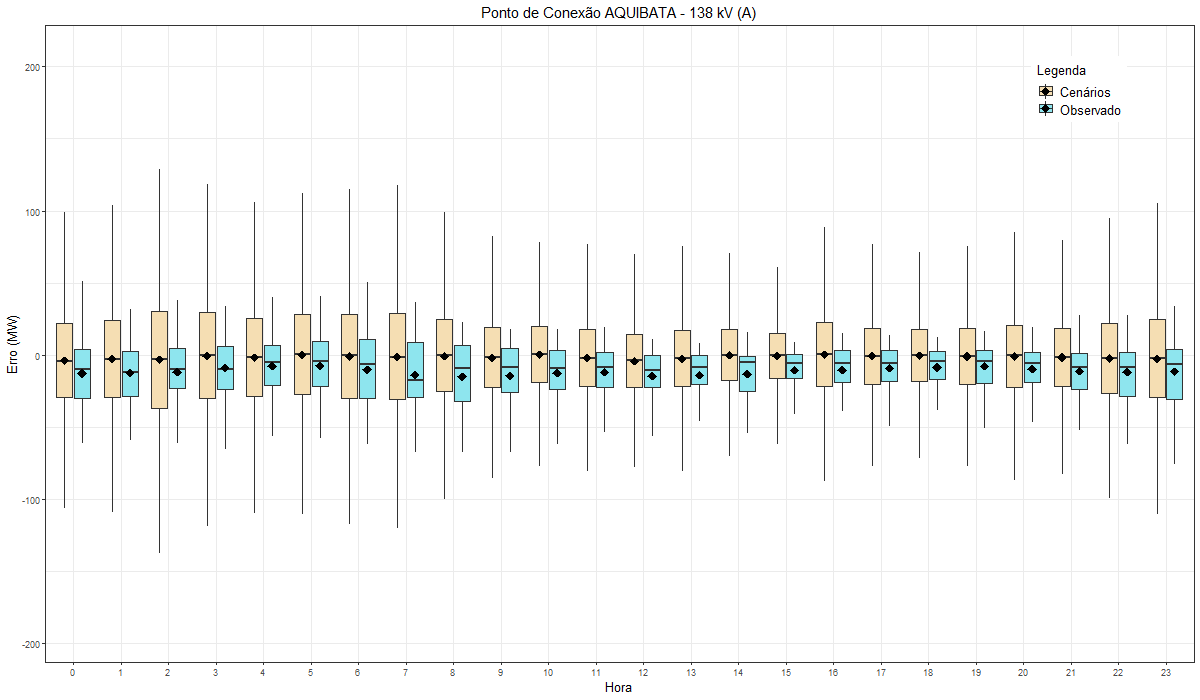 Ponto de Conexão AQUIBATA - 138 kV (A)
Legenda
Cenários
Observado
Erro (MW)
200
100
0
-100
-200
0 1 2 3 4 5 6 7 8 9 10 11 12 13 14 15 16 17 18 19 20 21 22 23
Hora